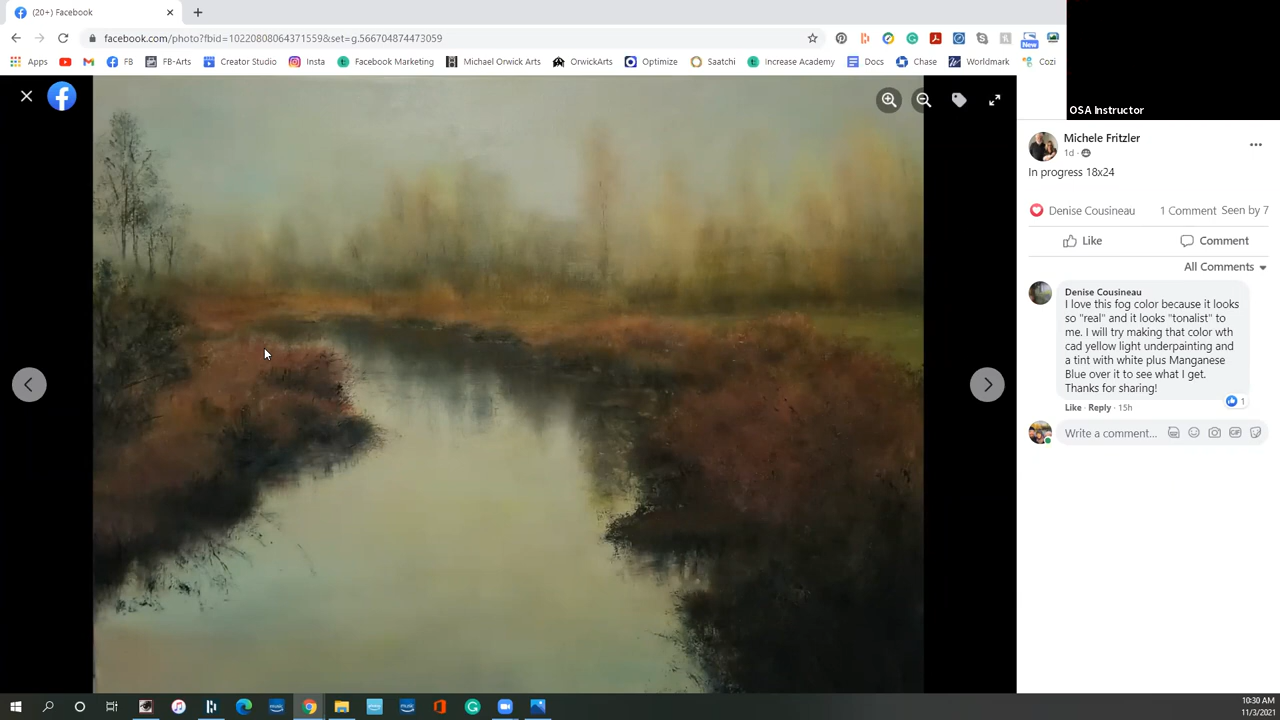 (20+) Facebook
facebook.com/photo?fbid=10220808064371559&set=g.566704874473059
New
Apps FB FB-Arts Creator Studio Insta Facebook Marketing Michael Orwick Arts OrwickArts Optimize Saatchi Increase Academy Docs Chase Worldmark Cozi
OSA Instructor
Michele Fritzler
1d ·
In progress 18x24
Denise Cousineau 1 Comment Seen by 7
Like Comment
All Comments
Denise Cousineau
I love this fog color because it looks
so "real" and it looks "tonalist" to
me. I will try making that color wth
cad yellow light underpainting and
a tint with white plus Manganese
Blue over it to see what I get.
Thanks for sharing!
1
Like · Reply · 15h
Write a comment...
10:30 AM
11/3/2021